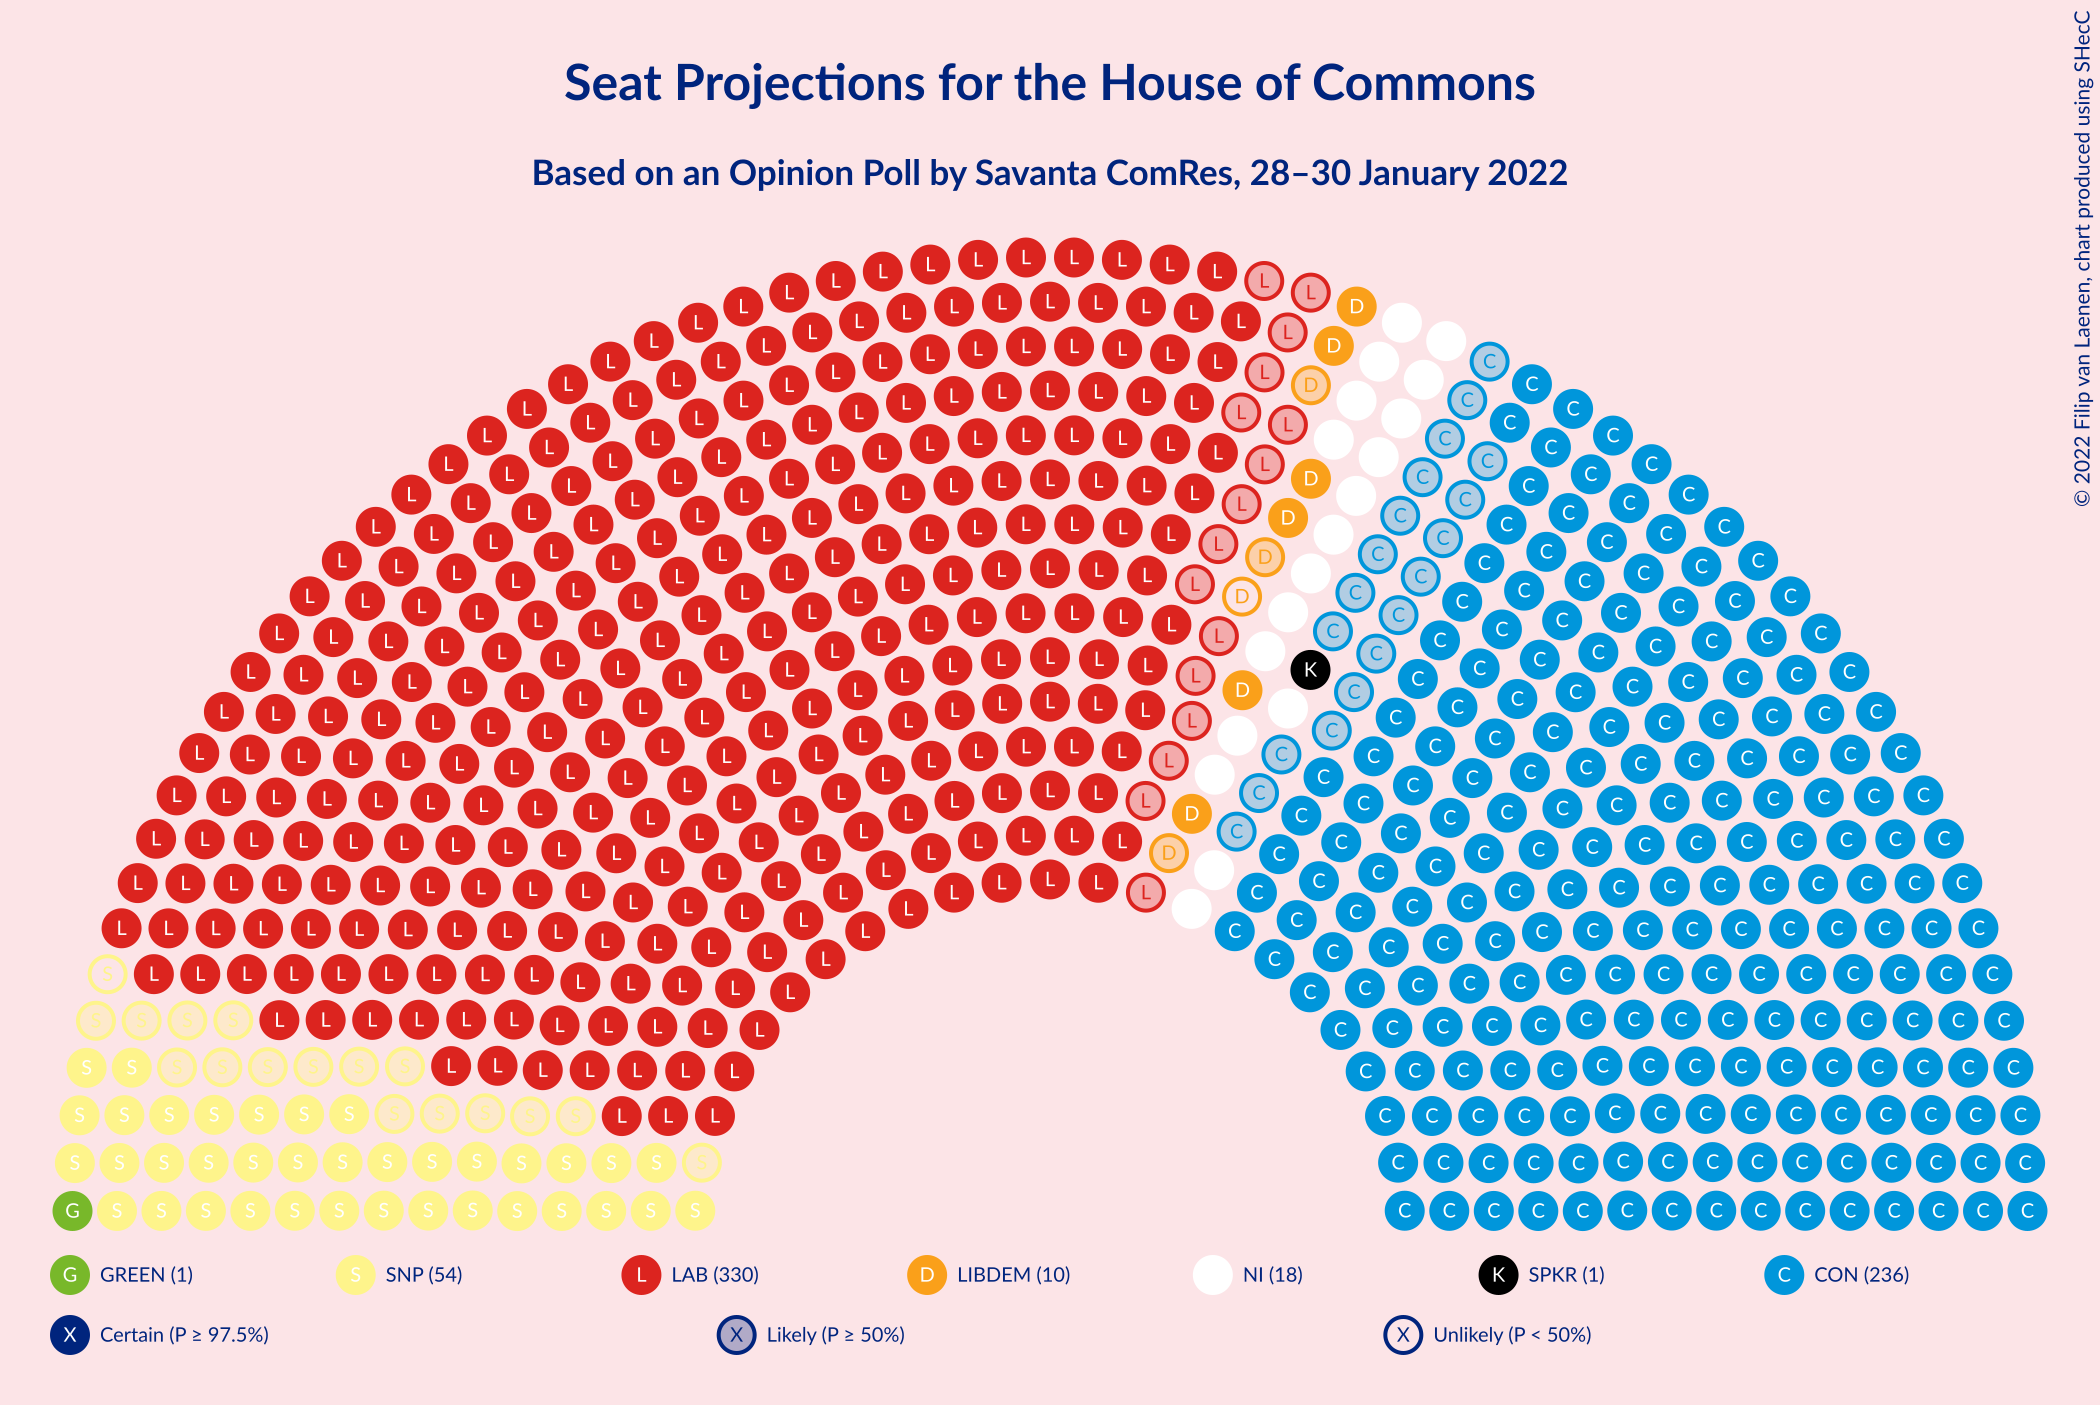 Seat Projections for the House of Commons
Based on an Opinion Poll by Savanta ComRes, 28–30 January 2022
© 2022 Filip van Laenen, chart produced using SHecC
G GREEN (1) S SNP (54) L LAB (330) D LIBDEM (10) NI (18) K SPKR (1) C CON (236)
X Certain (P ≥ 97.5%) X Likely (P ≥ 50%) X Unlikely (P < 50%)